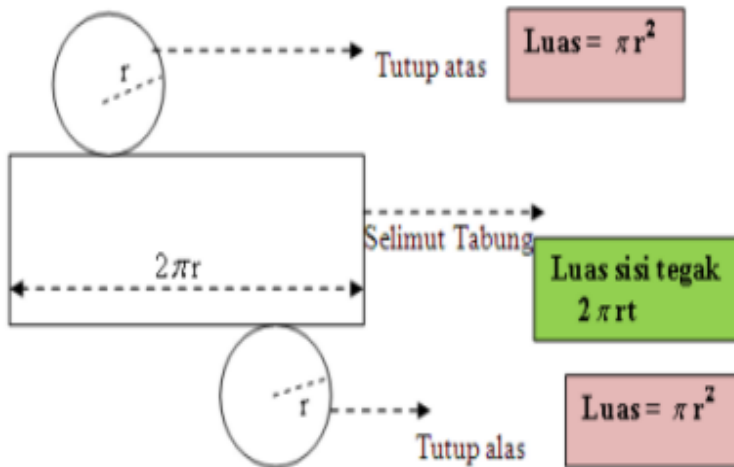 Luas = πr²
r
Tutup atas
Selimut Tabung
2πr
Luas sisi tegak
2πrt
r
Luas = πr²
Tutup alas